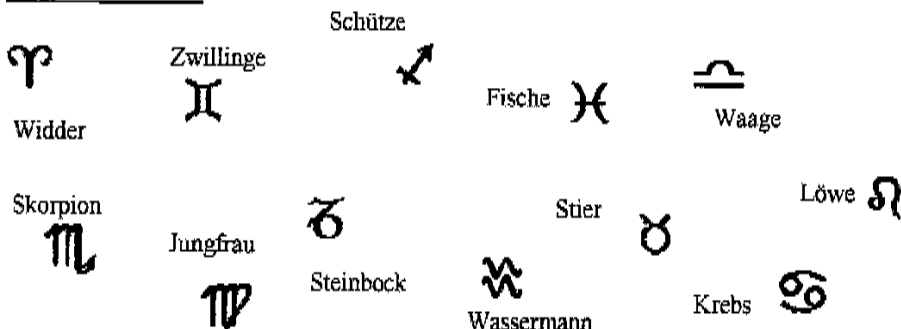 Schütze
Zwillinge
Fische
Waage
Widder
Löwe
Skorpion
Stier
Jungfrau
Steinbock
Krebs
Wassermann